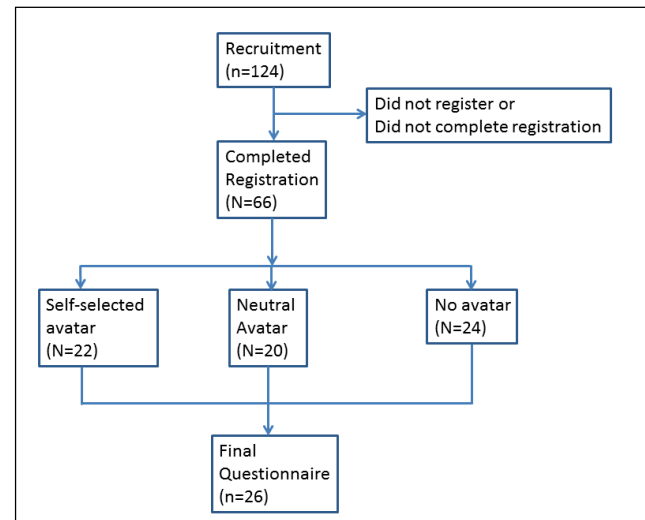 Recruitment
(n=124)
Did not register or
Did not complete registration
Completed
Registration
(N=66)
Self-selected
avatar
(N=22)
Neutral
Avatar
(N=20)
No avatar
(N=24)
Final
Questionnaire
(n=26)